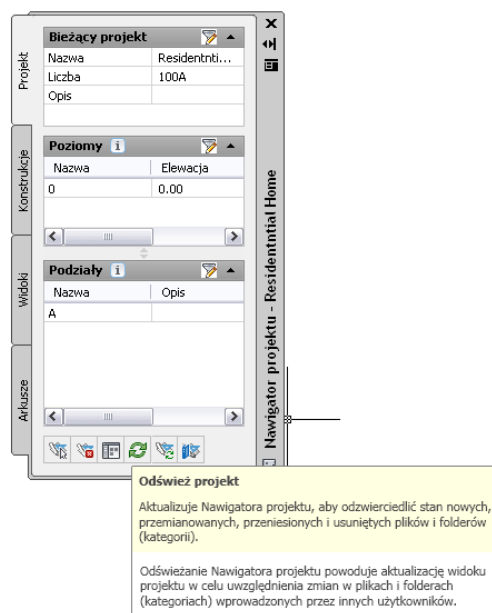 Bieżący projekt
Nazwa Residentnti...
Liczba 100A
Opis
Poziomy i
Nazwa Elewacja
0 0.00
Podziały i
Nazwa Opis
A
Projekt
Konstrukcje
Widoki
Arkusze
Nawigator projektu - Residentntial Home
Odśwież projekt
Aktualizuje Nawigatora projektu, aby odzwierciedlić stan nowych,
przemianowanych, przeniesionych i usuniętych plików i folderów
(kategorii).
Odświeżanie Nawigatora projektu powoduje aktualizację widoku
projektu w celu uwzględnienia zmian w plikach i folderach
(kategoriach) wprowadzonych przez innych użytkowników.